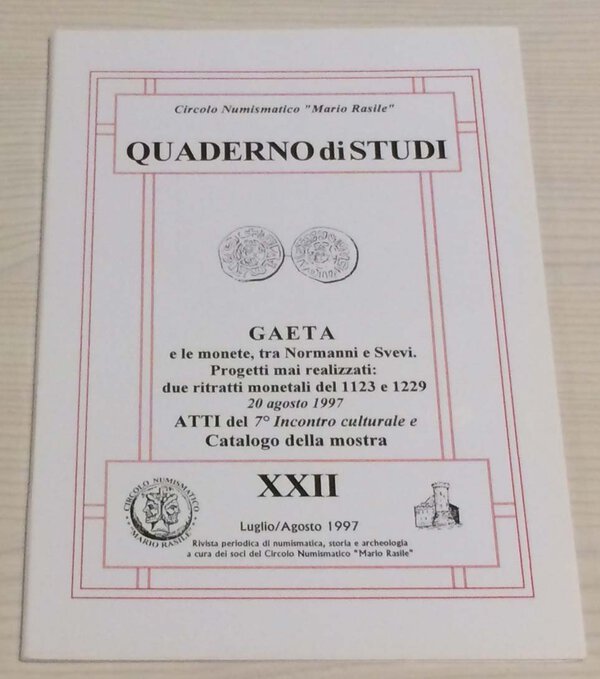 Circolo Numismatico "Mario Rasile"
QUADERNO di STUDI
GAETA
e le monete, tra Normanni e Svevi.
Progetti mai realizzati:
due ritratti monetali del 1123 e 1229
20 agosto 1997
ATTI del 7° Incontro culturale e
Catalogo della mostra
XXII
CIRCOLO NUMISMATICO
"MARIO RASILE"
Luglio/Agosto 1997
Rivista periodica di numismatica, storia e archeologia
a cura dei soci del Circolo Numismatico "Mario Rasile"